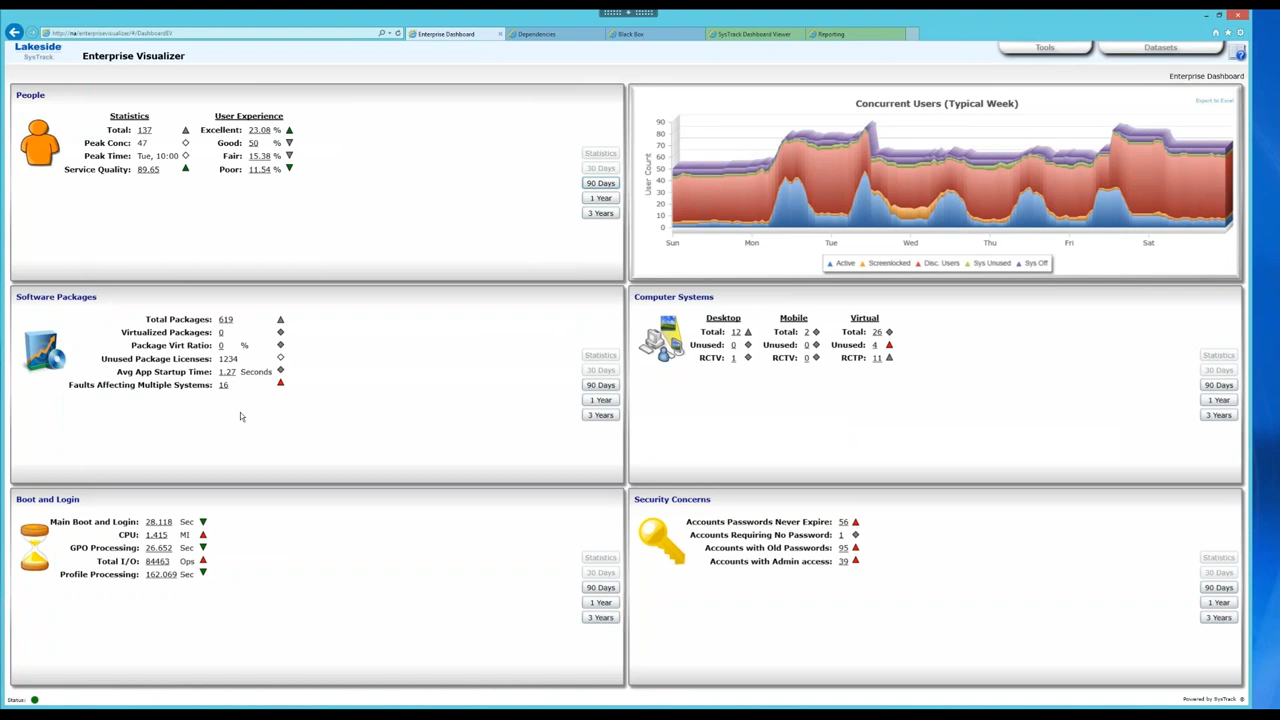 http://na/enterprisevisualizer/#/DashboardEV
Enterprise Dashboard
Dependencies
Black Box
SysTrack Dashboard Viewer
Reporting
Lakeside
SysTrack
Enterprise Visualizer
Tools
Datasets
Enterprise Dashboard
People
Statistics User Experience
Total: 137 Excellent: 23.08 %
Peak Conc: 47 Good: 50 %
Peak Time: Tue, 10:00 Fair: 15.38 %
Service Quality: 89.65 Poor: 11.54 %
Statistics
30 Days
90 Days
1 Year
3 Years
Concurrent Users (Typical Week)
Export to Excel
User Count
90
80
70
60
50
40
30
20
10
0
Sun Mon Tue Wed Thu Fri Sat
Active Screenlocked Disc. Users Sys Unused Sys Off
Software Packages
Total Packages: 619
Virtualized Packages: 0
Package Virt Ratio: 0 %
Unused Package Licenses: 1234
Avg App Startup Time: 1.27 Seconds
Faults Affecting Multiple Systems: 16
Statistics
30 Days
90 Days
1 Year
3 Years
Computer Systems
Desktop Mobile Virtual
Total: 12 Total: 2 Total: 26
Unused: 0 Unused: 0 Unused: 4
RCTV: 1 RCTV: 0 RCTP: 11
Statistics
30 Days
90 Days
1 Year
3 Years
Boot and Login
Main Boot and Login: 28.118 Sec
CPU: 1.415 MI
GPO Processing: 26.652 Sec
Total I/O: 84463 Ops
Profile Processing: 162.069 Sec
Statistics
30 Days
90 Days
1 Year
3 Years
Security Concerns
Accounts Passwords Never Expire: 56
Accounts Requiring No Password: 1
Accounts with Old Passwords: 95
Accounts with Admin access: 39
Statistics
30 Days
90 Days
1 Year
3 Years
Status:
Powered by SysTrack ®